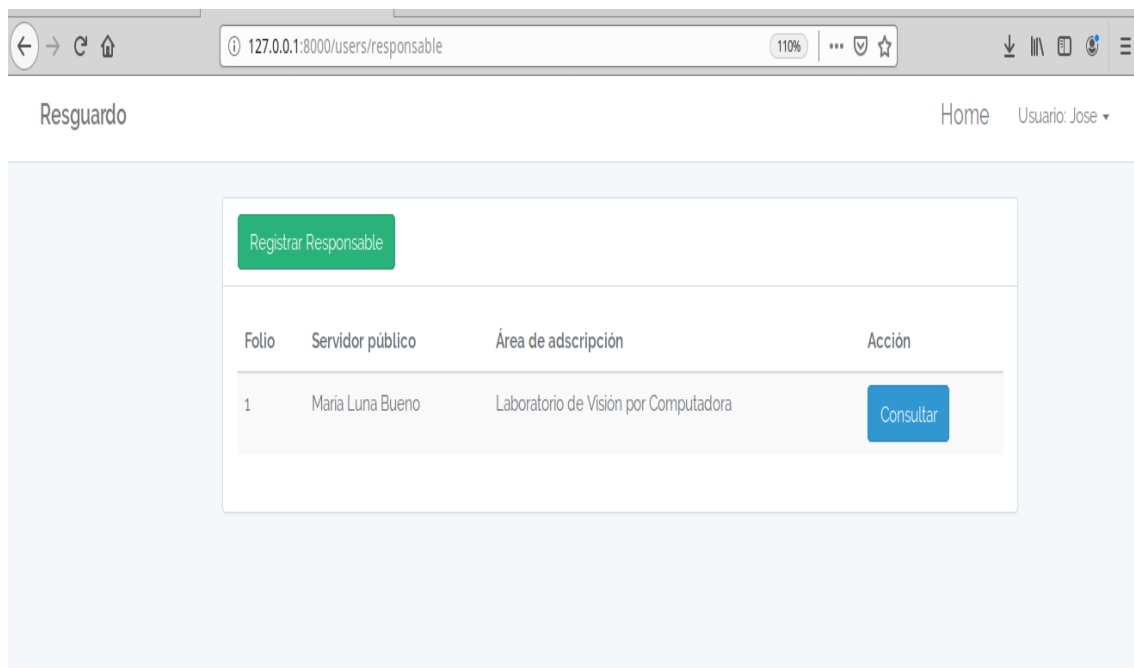 127.0.0.1:8000/users/responsable 110%
Resguardo Home Usuario: Jose
Registrar Responsable
Folio Servidor público Área de adscripción Acción
1 María Luna Bueno Laboratorio de Visión por Computadora Consultar